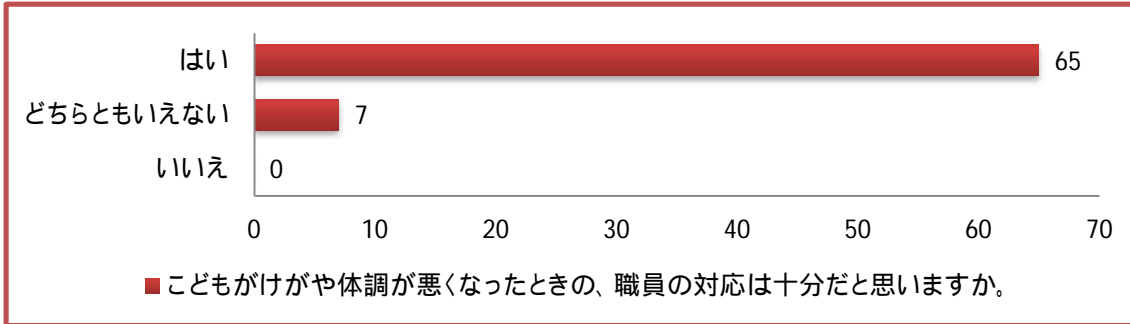 はい 65
どちらともいえない 7
いいえ 0
0 10 20 30 40 50 60 70
こどもがけがや体調が悪くなったときの、職員の対応は十分だと思いますか。